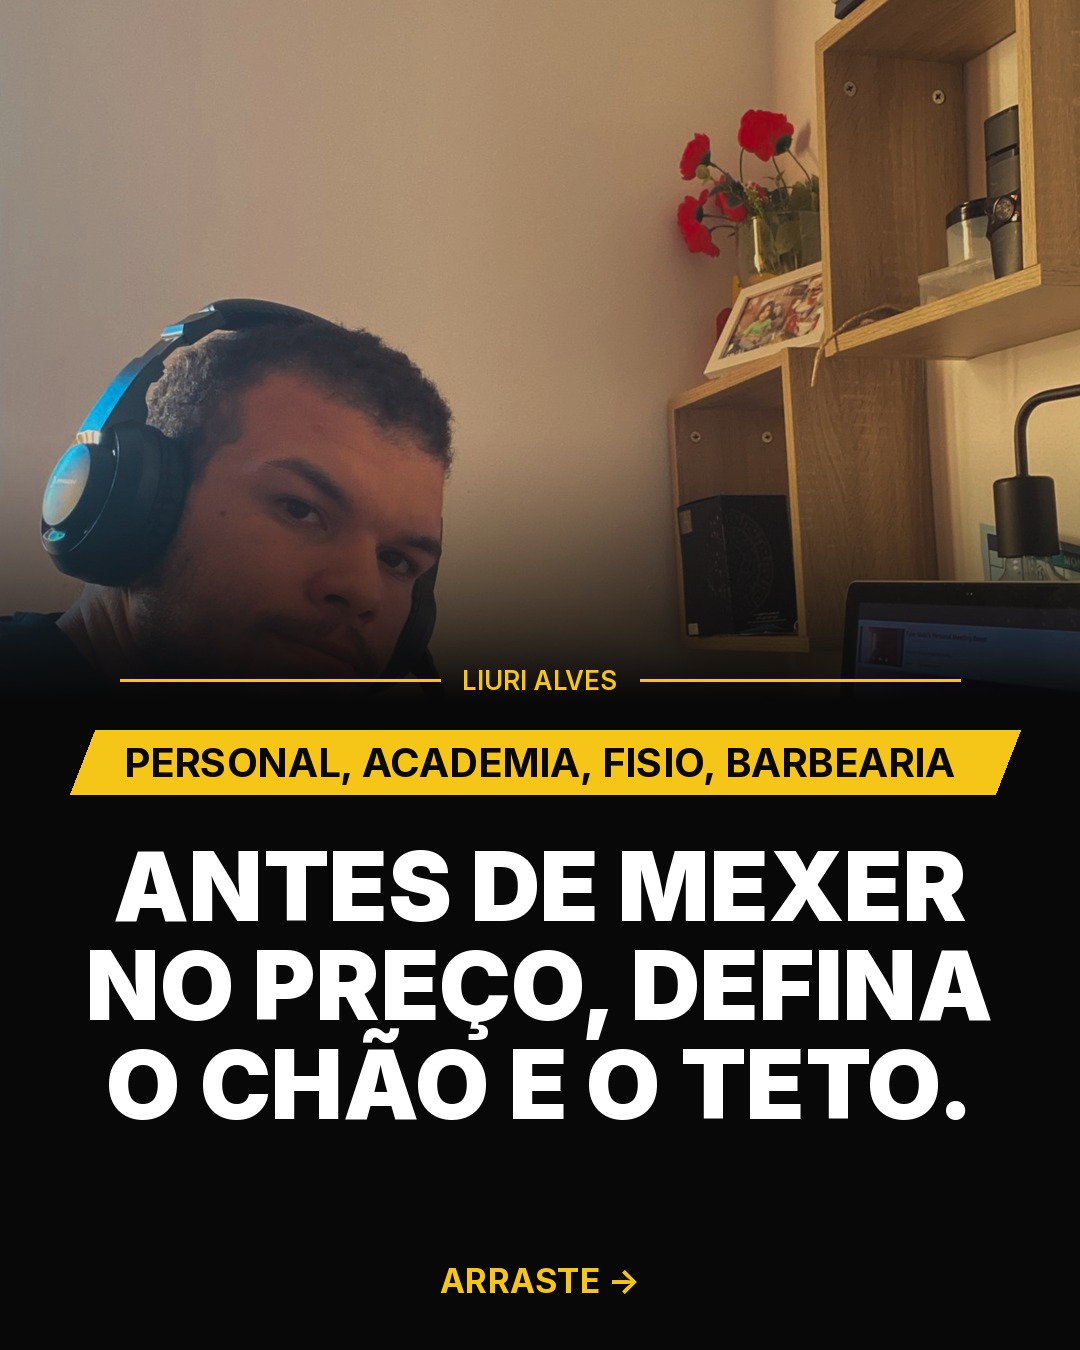 LIURI ALVES
PERSONAL, ACADEMIA, FISIO, BARBEARIA
ANTES DE MEXER
NO PREÇO, DEFINA
O CHÃO E O TETO.
ARRASTE →